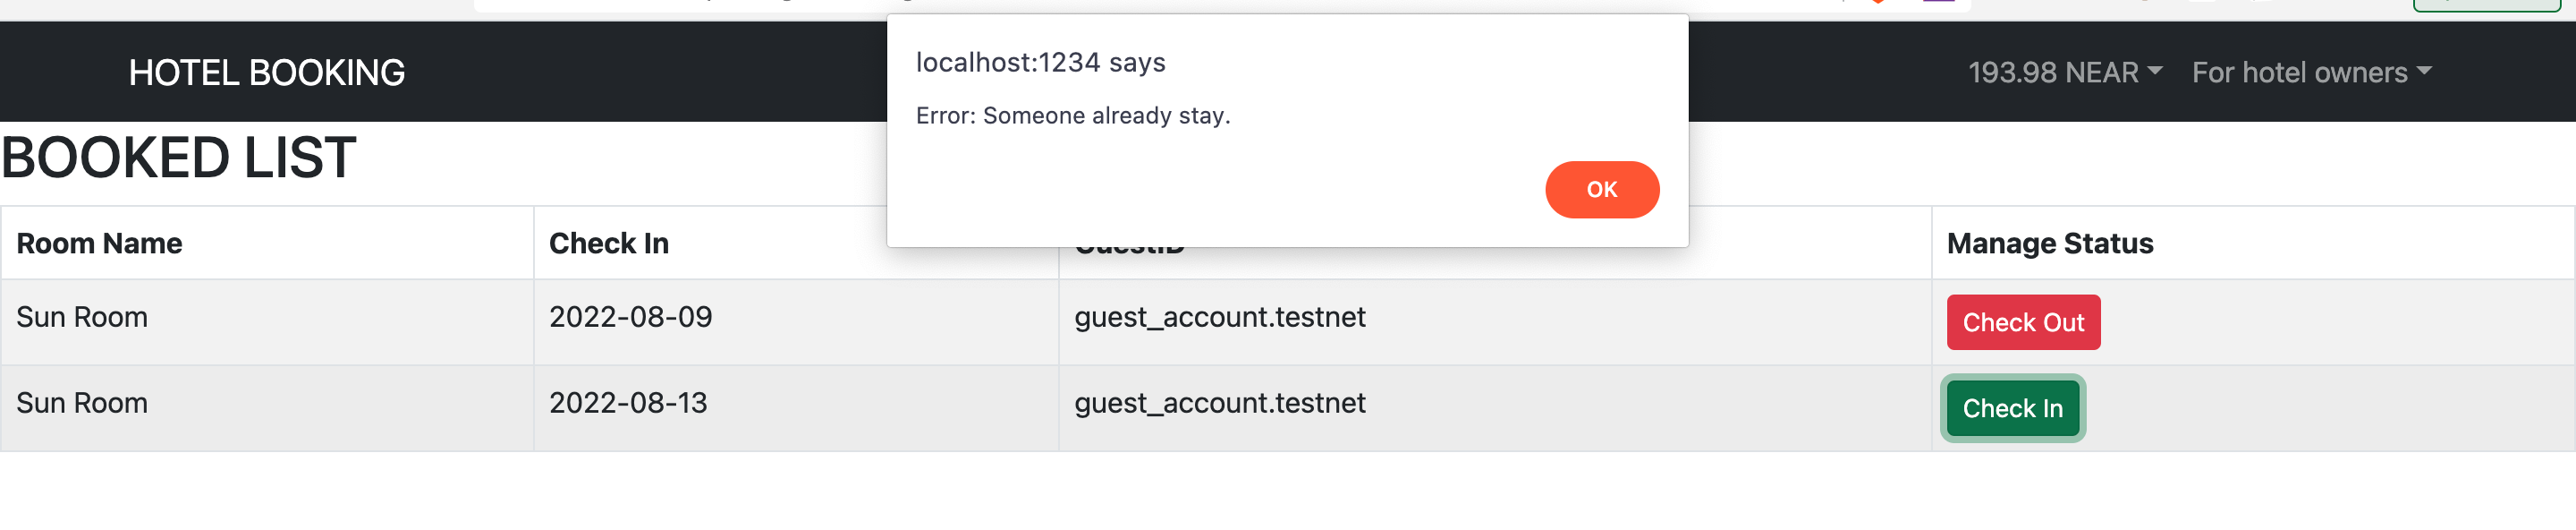 localhost:1234 says
Error: Someone already stay.
OK
HOTEL BOOKING
193.98 NEAR
For hotel owners
BOOKED LIST
Room Name Check In GuestID Manage Status
Sun Room 2022-08-09 guest_account.testnet Check Out
Sun Room 2022-08-13 guest_account.testnet Check In